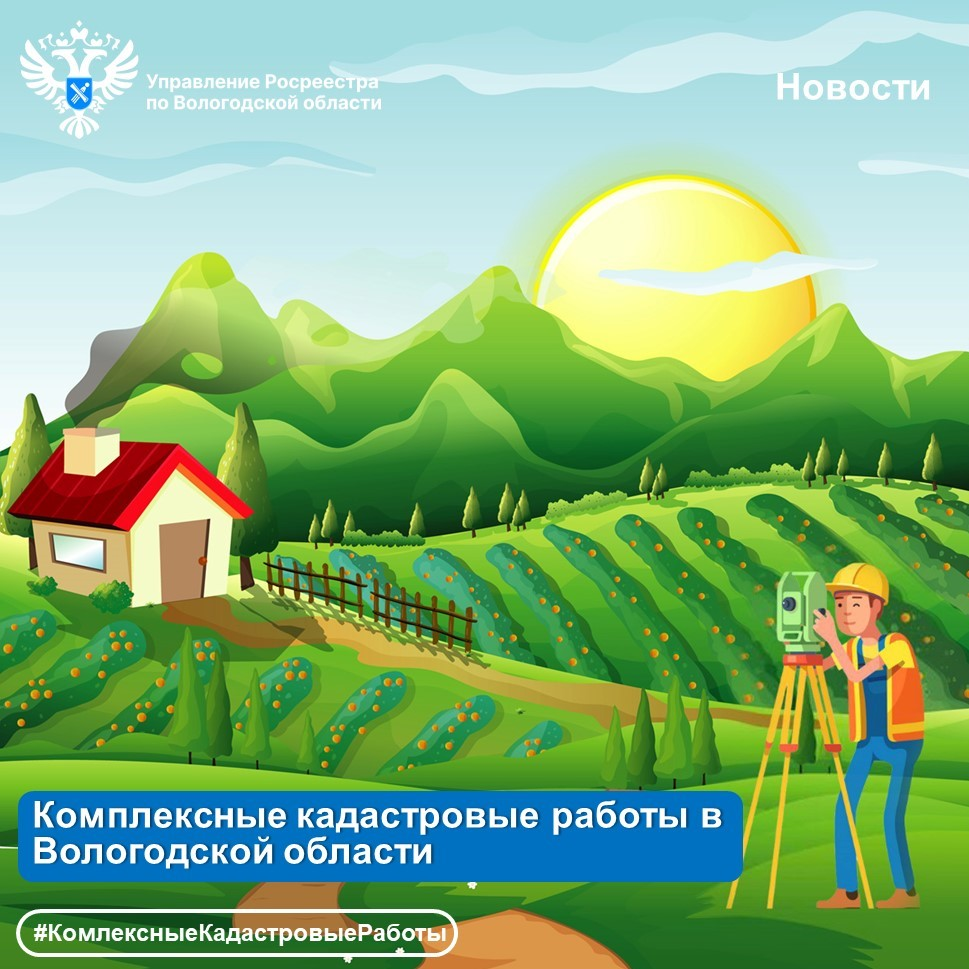 Управление Росреестра
по Вологодской области
Новости
Комплексные кадастровые работы в
Вологодской области
#КомлексныеКадастровыеРаботы